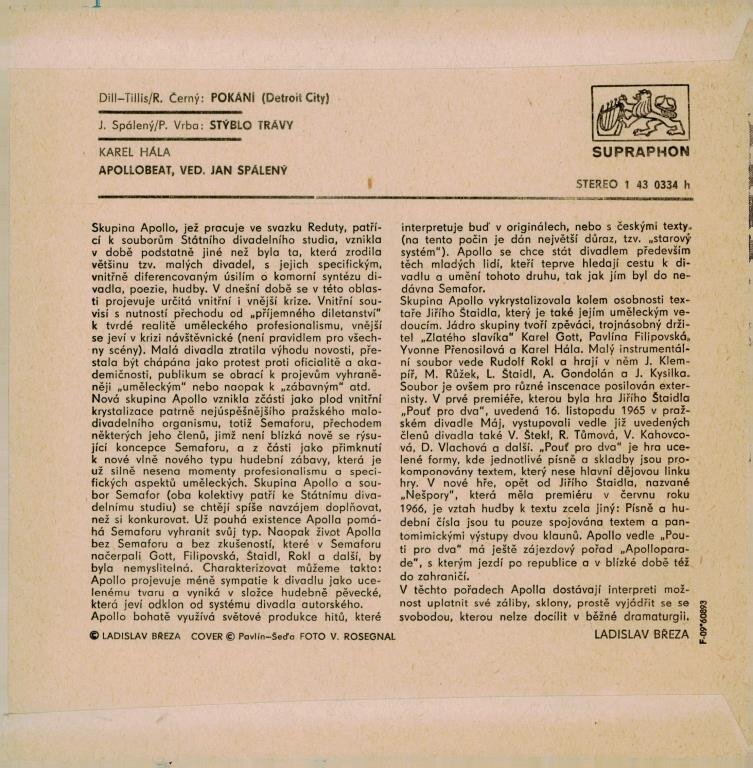 Dill–Tillis/R. Černý: POKÁNÍ (Detroit City)
J. Spálený/P. Vrba: STÝBLO TRÁVY
KAREL HÁLA
APOLLOBEAT, VED. JAN SPÁLENÝ
SUPRAPHON
STEREO 1 43 0334 h
Skupina Apollo, jež pracuje ve svazku Reduty, patří-
cí k souborům Státního divadelního studia, vznikla
v době podstatně jiné než byla ta, která zrodila
většinu tzv. malých divadel, s jejich specifickým,
vnitřně diferencovaným úsilím o komorní syntézu di-
vadla, poezie, hudby. V dnešní době se v této oblas-
ti projevuje určitá vnitřní i vnější krize. Vnitřní sou-
visí s nutností přechodu od „příjemného diletanství"
k tvrdé realitě uměleckého profesionalismu, vnější
se jeví v krizi návštěvnické (není pravidlem pro všech-
ny scény). Malá divadla ztratila výhodu novosti, pře-
stala být chápána jako protest proti oficialitě a aka-
demičnosti, publikum se obrací k projevům vyhraně-
něji „uměleckým" nebo naopak k „zábavným" atd.
Nová skupina Apollo vznikla zčásti jako plod vnitřní
krystalizace patrně nejúspěšnějšího pražského malo-
divadelního organismu, totiž Semaforu, přechodem
některých jeho členů, jimž není blízká nově se rýsu-
jící koncepce Semaforu, a z části jako přimknutí
k nové vlně nového typu hudební zábavy, která je
už silně nesena momenty profesionalismu a speci-
fických aspektů uměleckých. Skupina Apollo a sou-
bor Semafor (oba kolektivy patří ke Státnímu diva-
delnímu studiu) se chtějí spíše navzájem doplňovat,
než si konkurovat. Už pouhá existence Apolla pomá-
há Semaforu vyhranit svůj typ. Naopak život Apolla
bez Semaforu a bez zkušeností, které v Semaforu
načerpali Gott, Filipovská, Štaidl, Rokl a další, by
byla nemyslitelná. Charakterizovat můžeme takto:
Apollo projevuje méně sympatie k divadlu jako uce-
lenému tvaru a vyniká v složce hudebně pěvecké,
která jeví odklon od systému divadla autorského.
Apollo bohatě využívá světové produkce hitů, které
interpretuje buď v originálech, nebo s českými texty
(na tento počin je dán největší důraz, tzv. „starový
systém"). Apollo se chce stát divadlem především
těch mladých lidí, kteří teprve hledají cestu k di-
vadlu a umění tohoto druhu, tak jak jím byl do ne-
dávna Semafor.
Skupina Apollo vykrystalizovala kolem osobnosti tex-
taře Jiřího Štaidla, který je také jejím uměleckým ve-
doucím. Jádro skupiny tvoří zpěváci, trojnásobný drži-
tel „Zlatého slavíka" Karel Gott, Pavlína Filipovská,
Yvonne Přenosilová a Karel Hála. Malý instrumentál-
ní soubor vede Rudolf Rokl a hrají v něm J. Klem-
píř, M. Růžek, L. Štaidl, A. Gondolán a J. Kysilka.
Soubor je ovšem pro různé inscenace posilován exter-
nisty. V prvé premiéře, kterou byla hra Jiřího Štaidla
„Pouť pro dva", uvedená 16. listopadu 1965 v praž-
ském divadle Máj, vystupovali vedle již uvedených
členů divadla také V. Štekl, R. Tůmová, V. Kahovco-
vá, D. Vlachová a další. „Pouť pro dva" je hra uce-
lené formy, kde jednotlivé písně a skladby jsou pro-
komponovány textem, který nese hlavní dějovou linku
hry. V nové hře, opět od Jiřího Štaidla, nazvané
„Nešpory", která měla premiéru v červnu roku
1966, je vztah hudby k textu zcela jiný: Písně a hu-
dební čísla jsou tu pouze spojována textem a pan-
tomimickými výstupy dvou klaunů. Apollo vedle „Pou-
ti pro dva" má ještě zájezdový pořad „Apollopara-
de", s kterým jezdí po republice a v blízké době též
do zahraničí.
V těchto pořadech Apolla dostávají interpreti mož-
nost uplatnit své záliby, sklony, prostě vyjádřit se se
svobodou, kterou nelze docílit v běžné dramaturgii.
LADISLAV BŘEZA
© LADISLAV BŘEZA COVER © Pavlín–Šeďa FOTO V. ROSEGNAL
F-09*60893